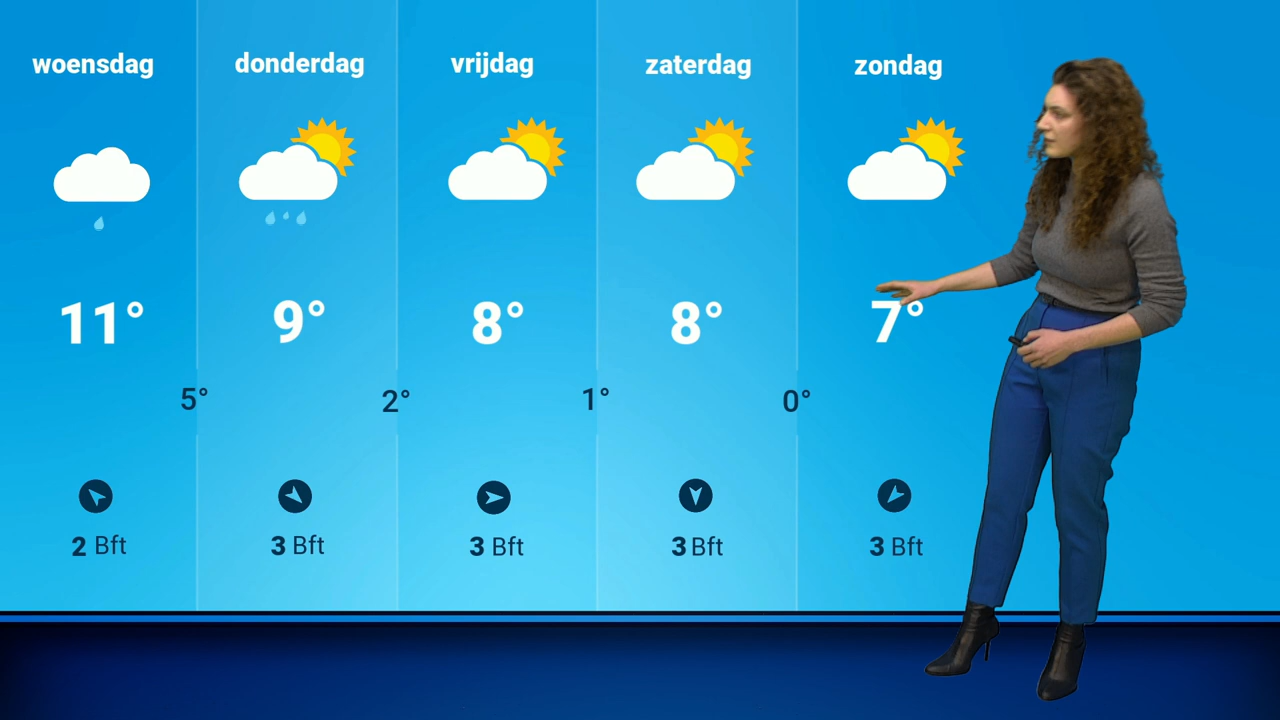 woensdag donderdag vrijdag zaterdag zondag
11° 9° 8° 8° 7°
5° 2° 1° 0°
2 Bft 3 Bft 3 Bft 3 Bft 3 Bft